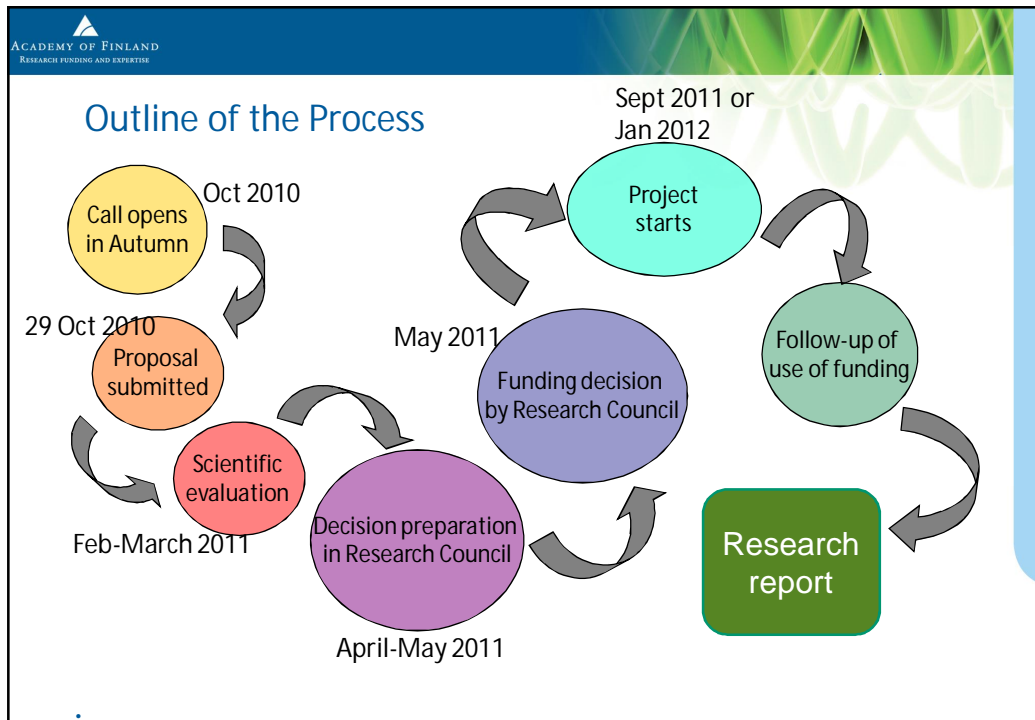 ACADEMY OF FINLAND
RESEARCH FUNDING AND EXPERTISE
Outline of the Process
Oct 2010
Call opens
in Autumn
29 Oct 2010
Proposal
submitted
Scientific
evaluation
Feb-March 2011
Decision preparation
in Research Council
April-May 2011
May 2011
Funding decision
by Research Council
Sept 2011 or
Jan 2012
Project
starts
Follow-up of
use of funding
Research
report